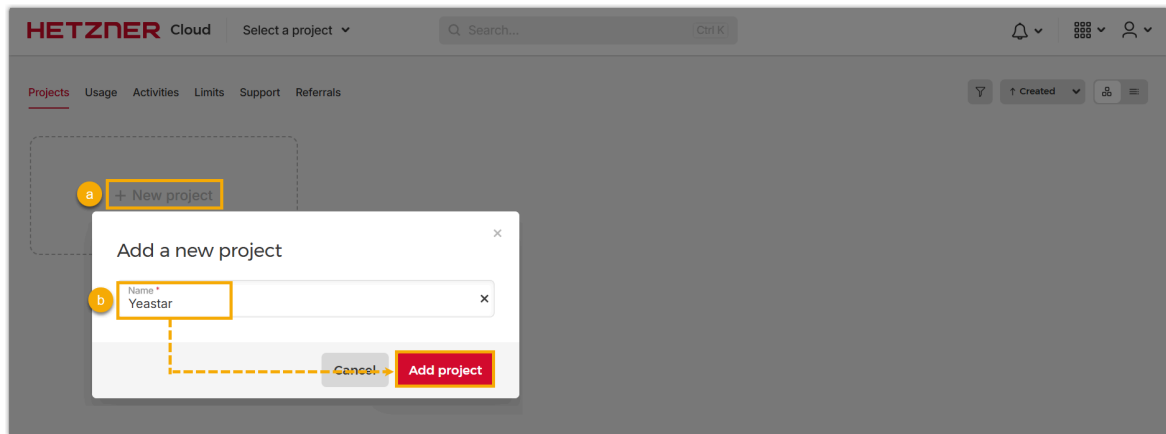 HETZNER Cloud Select a project Search... Ctrl K
Projects Usage Activities Limits Support Referrals ↑ Created
a + New project
Add a new project ×
Name *
b Yeastar ×
Cancel Add project